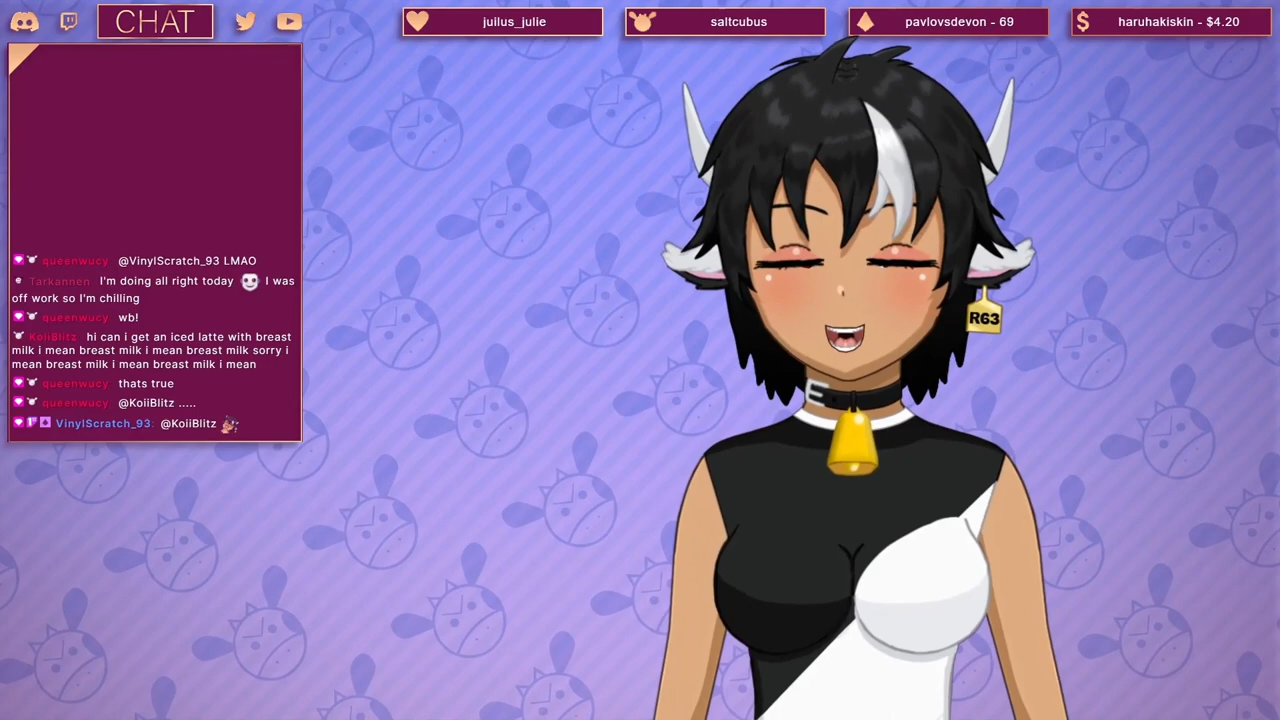 CHAT
juilus_julie
saltcubus
pavlovsdevon - 69
haruhakiskin - $4.20
queenwucy @VinylScratch_93 LMAO
Tarkannen I'm doing all right today I was
off work so I'm chilling
queenwucy wb!
KoiiBlitz hi can i get an iced latte with breast
milk i mean breast milk i mean breast milk sorry i
mean breast milk i mean breast milk i mean
queenwucy thats true
queenwucy @KoiiBlitz .....
VinylScratch_93: @KoiiBlitz
R63